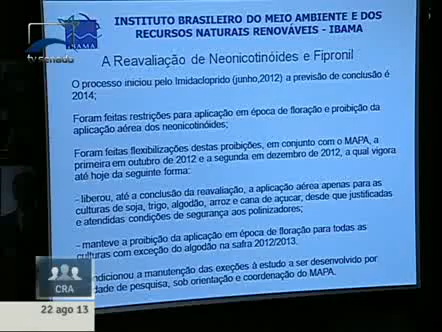 INSTITUTO BRASILEIRO DO MEIO AMBIENTE E DOS
RECURSOS NATURAIS RENOVÁVEIS - IBAMA
IBAMA
tv senado
A Reavaliação de Neonicotinóides e Fipronil
O processo iniciou pelo Imidacloprido (junho,2012) a previsão de conclusão é
2014;
Foram feitas restrições para aplicação em época de floração e proibição da
aplicação aérea dos neonicotinóides;
Foram feitas flexibilizações destas proibições, em conjunto com o MAPA, a
primeira em outubro de 2012 e a segunda em dezembro de 2012, a qual vigora
até hoje da seguinte forma:
- liberou, até a conclusão da reavaliação, a aplicação aérea apenas para as
culturas de soja, trigo, algodão, arroz e cana de açucar, desde que justificadas
e atendidas condições de segurança aos polinizadores;
- manteve a proibição da aplicação em época de floração para todas as
culturas com exceção do algodão na safra 2012/2013.
ndicionou a manutenção das exeções à estudo a ser desenvolvido por
dade de pesquisa, sob orientação e coordenação do MAPA.
CRA
22 ago 13